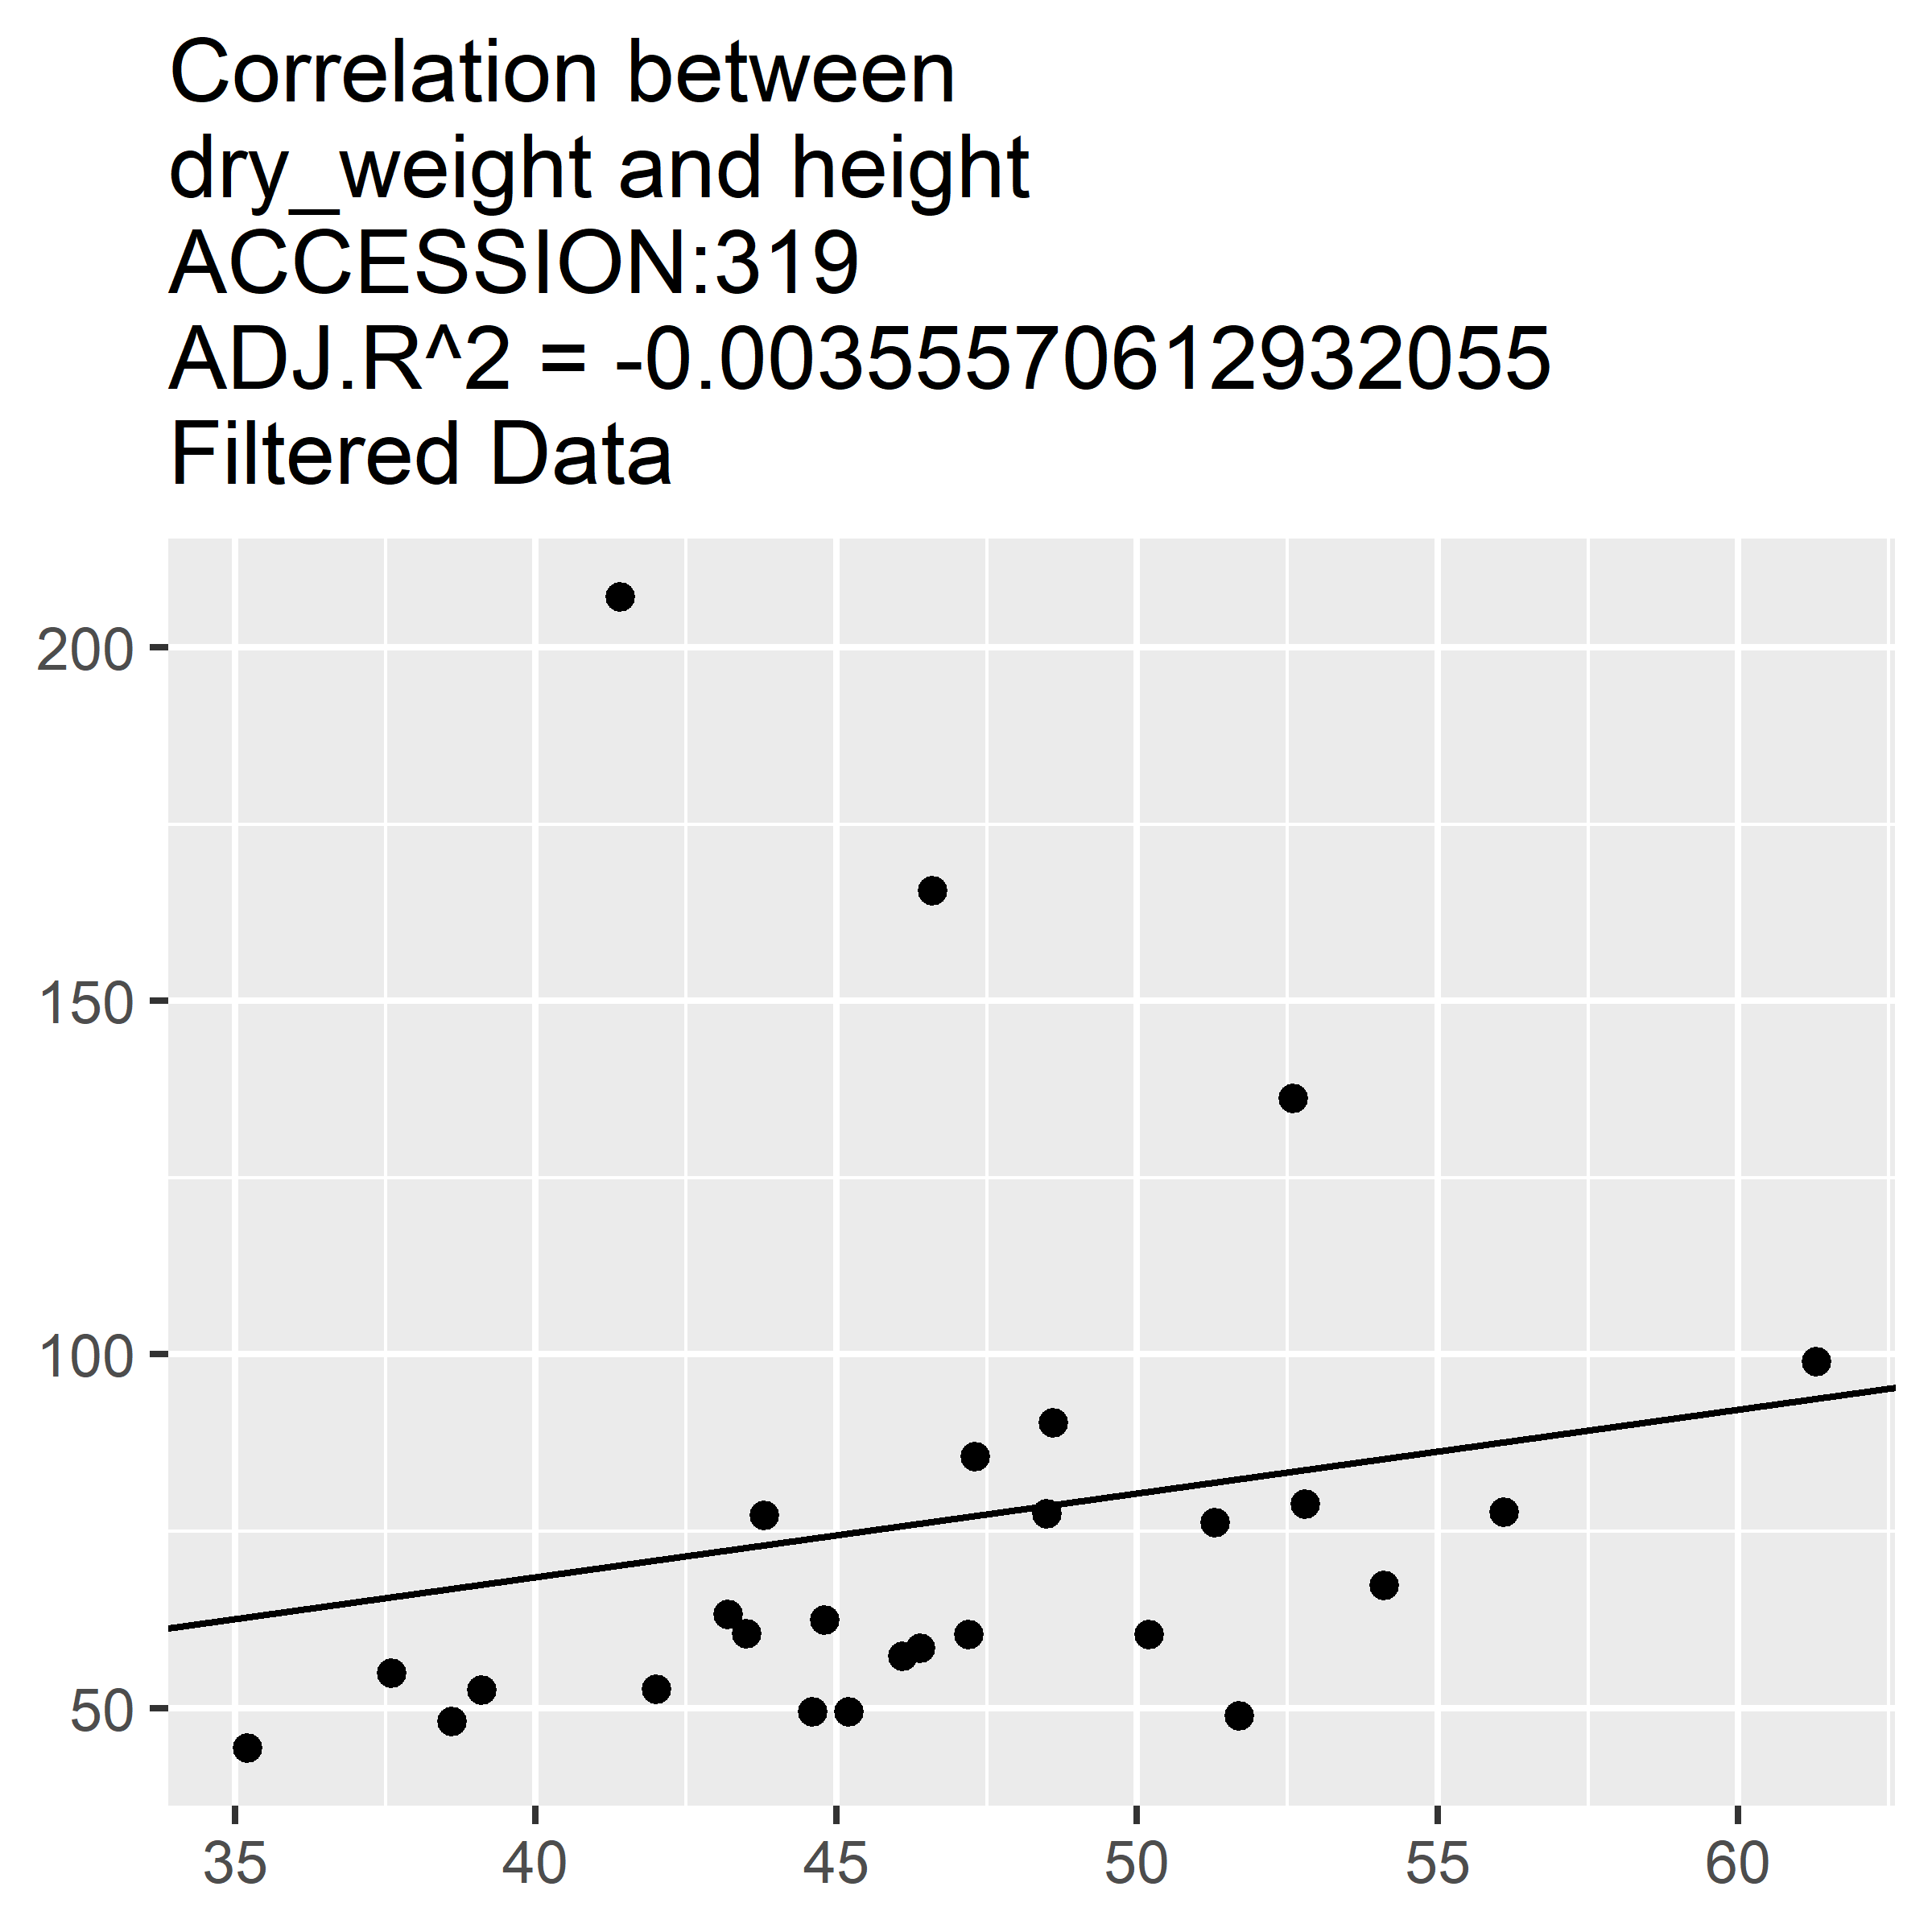 Correlation between
dry_weight and height
ACCESSION:319
ADJ.R^2 = -0.00355570612932055
Filtered Data
200
150
100
50
35 40 45 50 55 60